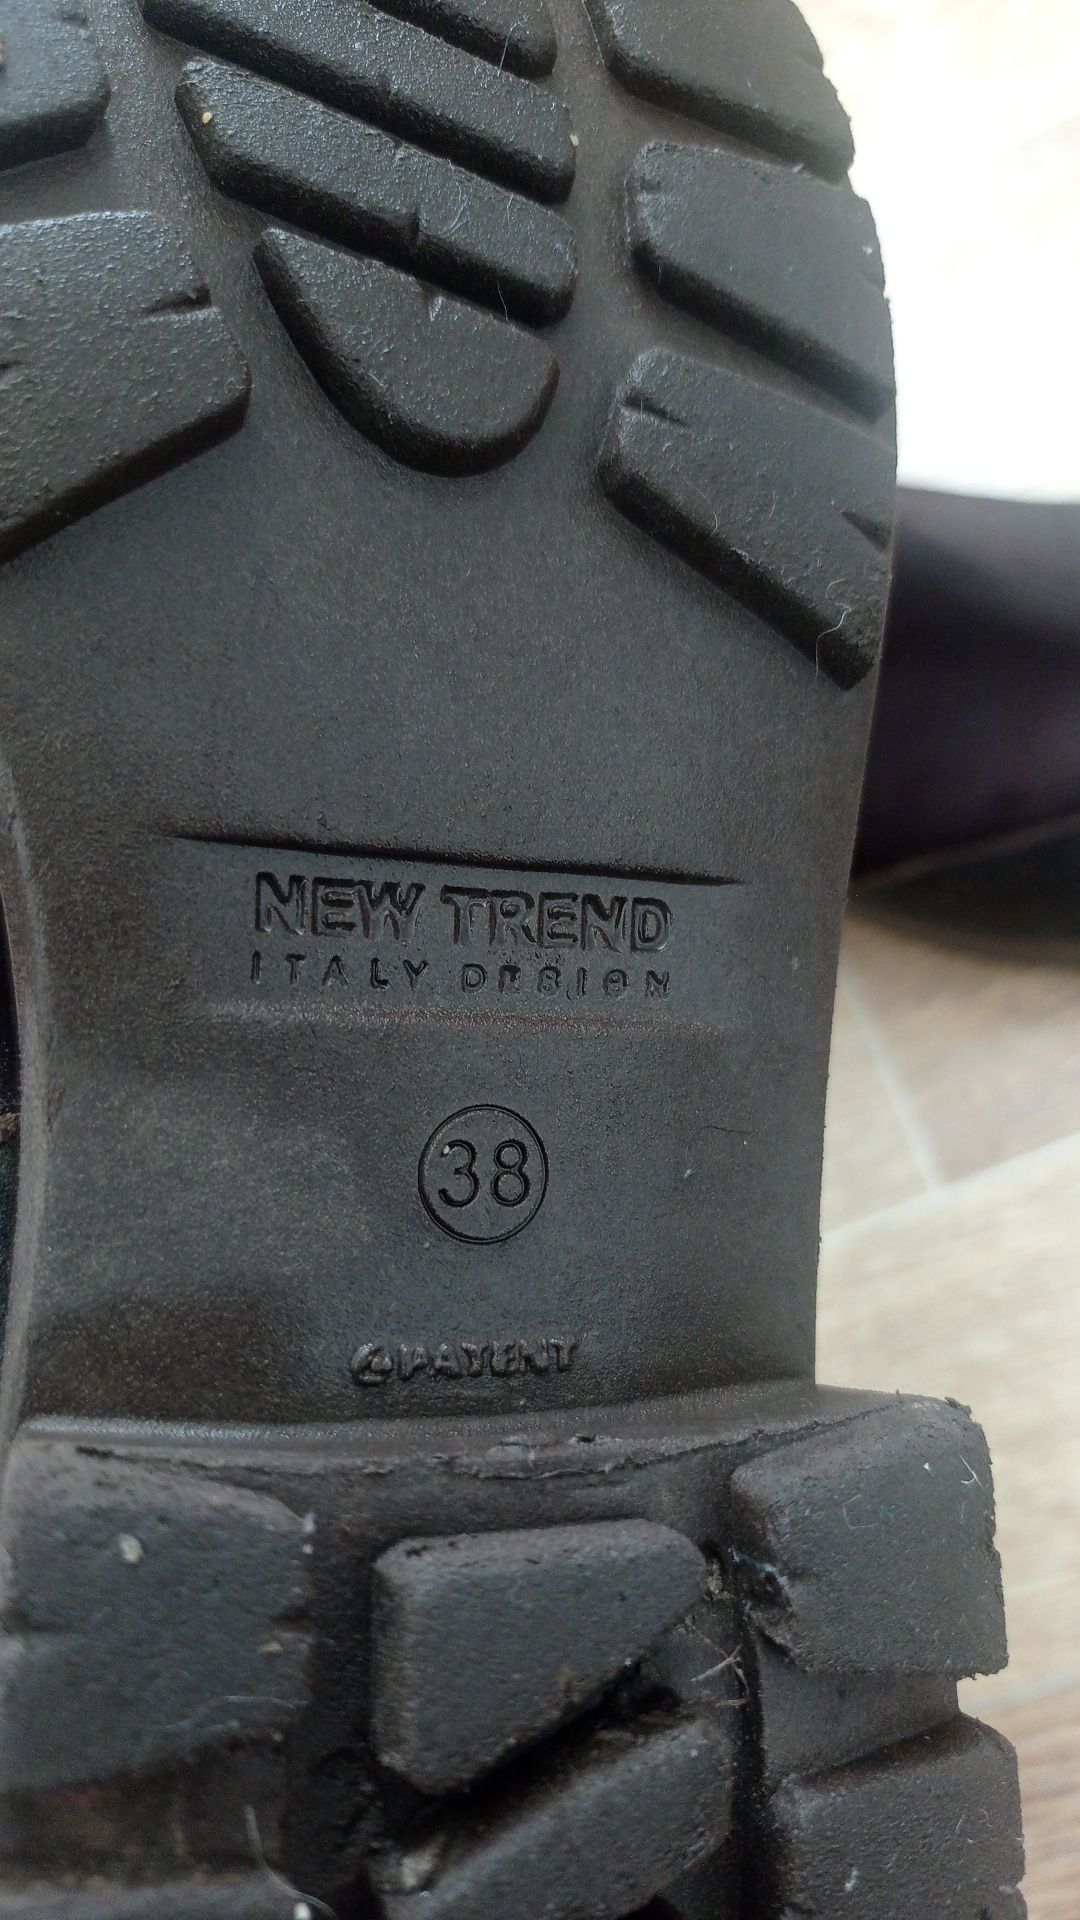 NEW TREND
ITALY DESIGN
38
PATENT